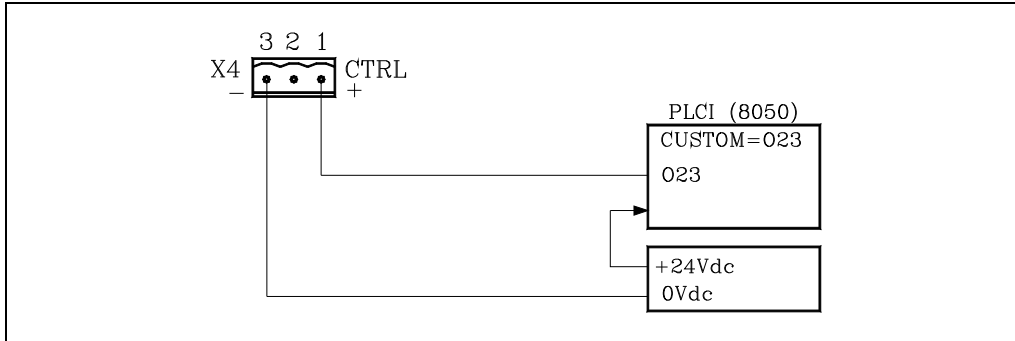 3 2 1
X4 CTRL
- +
PLCI (8050)
CUSTOM=O23
O23
+24Vdc
0Vdc